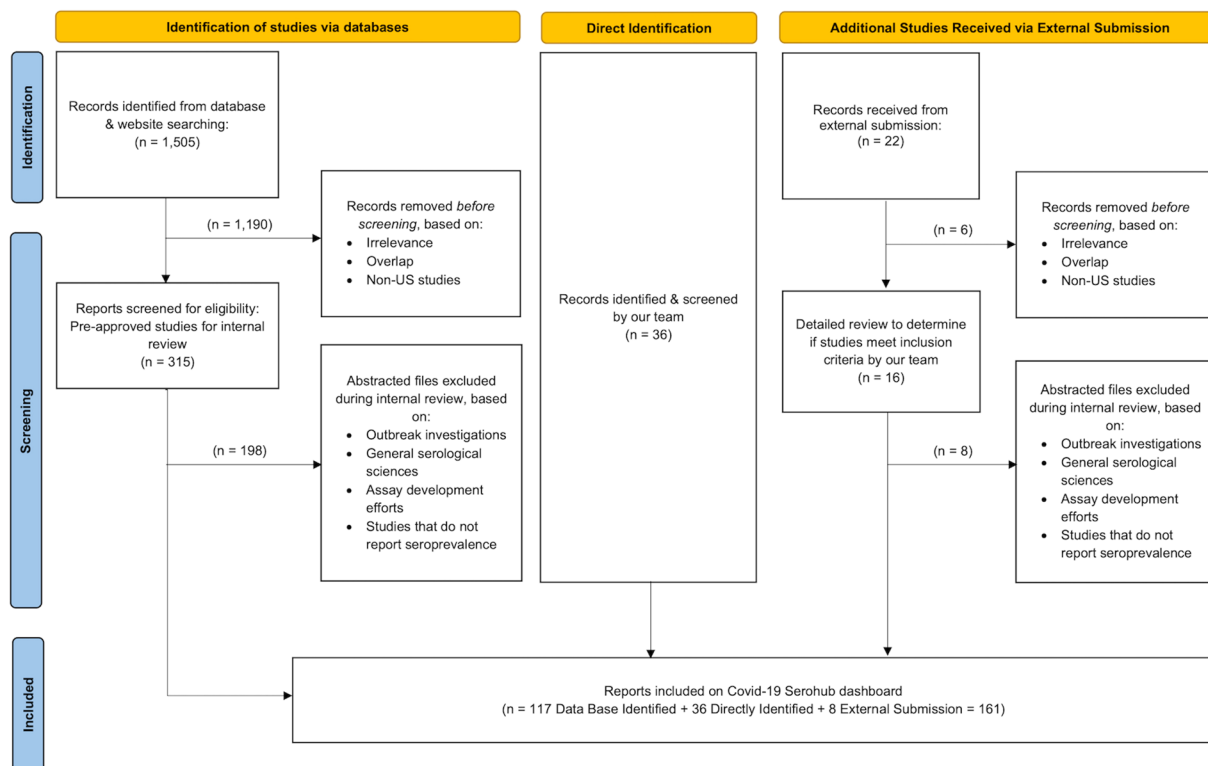 Identification of studies via databases
Direct Identification
Additional Studies Received via External Submission
Identification
Screening
Included
Records identified from database
& website searching:
(n = 1,505)
(n = 1,190)
Records removed before
screening, based on:
• Irrelevance
• Overlap
• Non-US studies
Reports screened for eligibility:
Pre-approved studies for internal
review
(n = 315)
(n = 198)
Abstracted files excluded
during internal review, based
on:
• Outbreak investigations
• General serological
sciences
• Assay development
efforts
• Studies that do not
report seroprevalence
Records identified & screened
by our team
(n = 36)
Records received from
external submission:
(n = 22)
(n = 6)
Records removed before
screening, based on:
• Irrelevance
• Overlap
• Non-US studies
Detailed review to determine
if studies meet inclusion
criteria by our team
(n = 16)
(n = 8)
Abstracted files excluded
during internal review, based
on:
• Outbreak investigations
• General serological
sciences
• Assay development
efforts
• Studies that do not
report seroprevalence
Reports included on Covid-19 Serohub dashboard
(n = 117 Data Base Identified + 36 Directly Identified + 8 External Submission = 161)